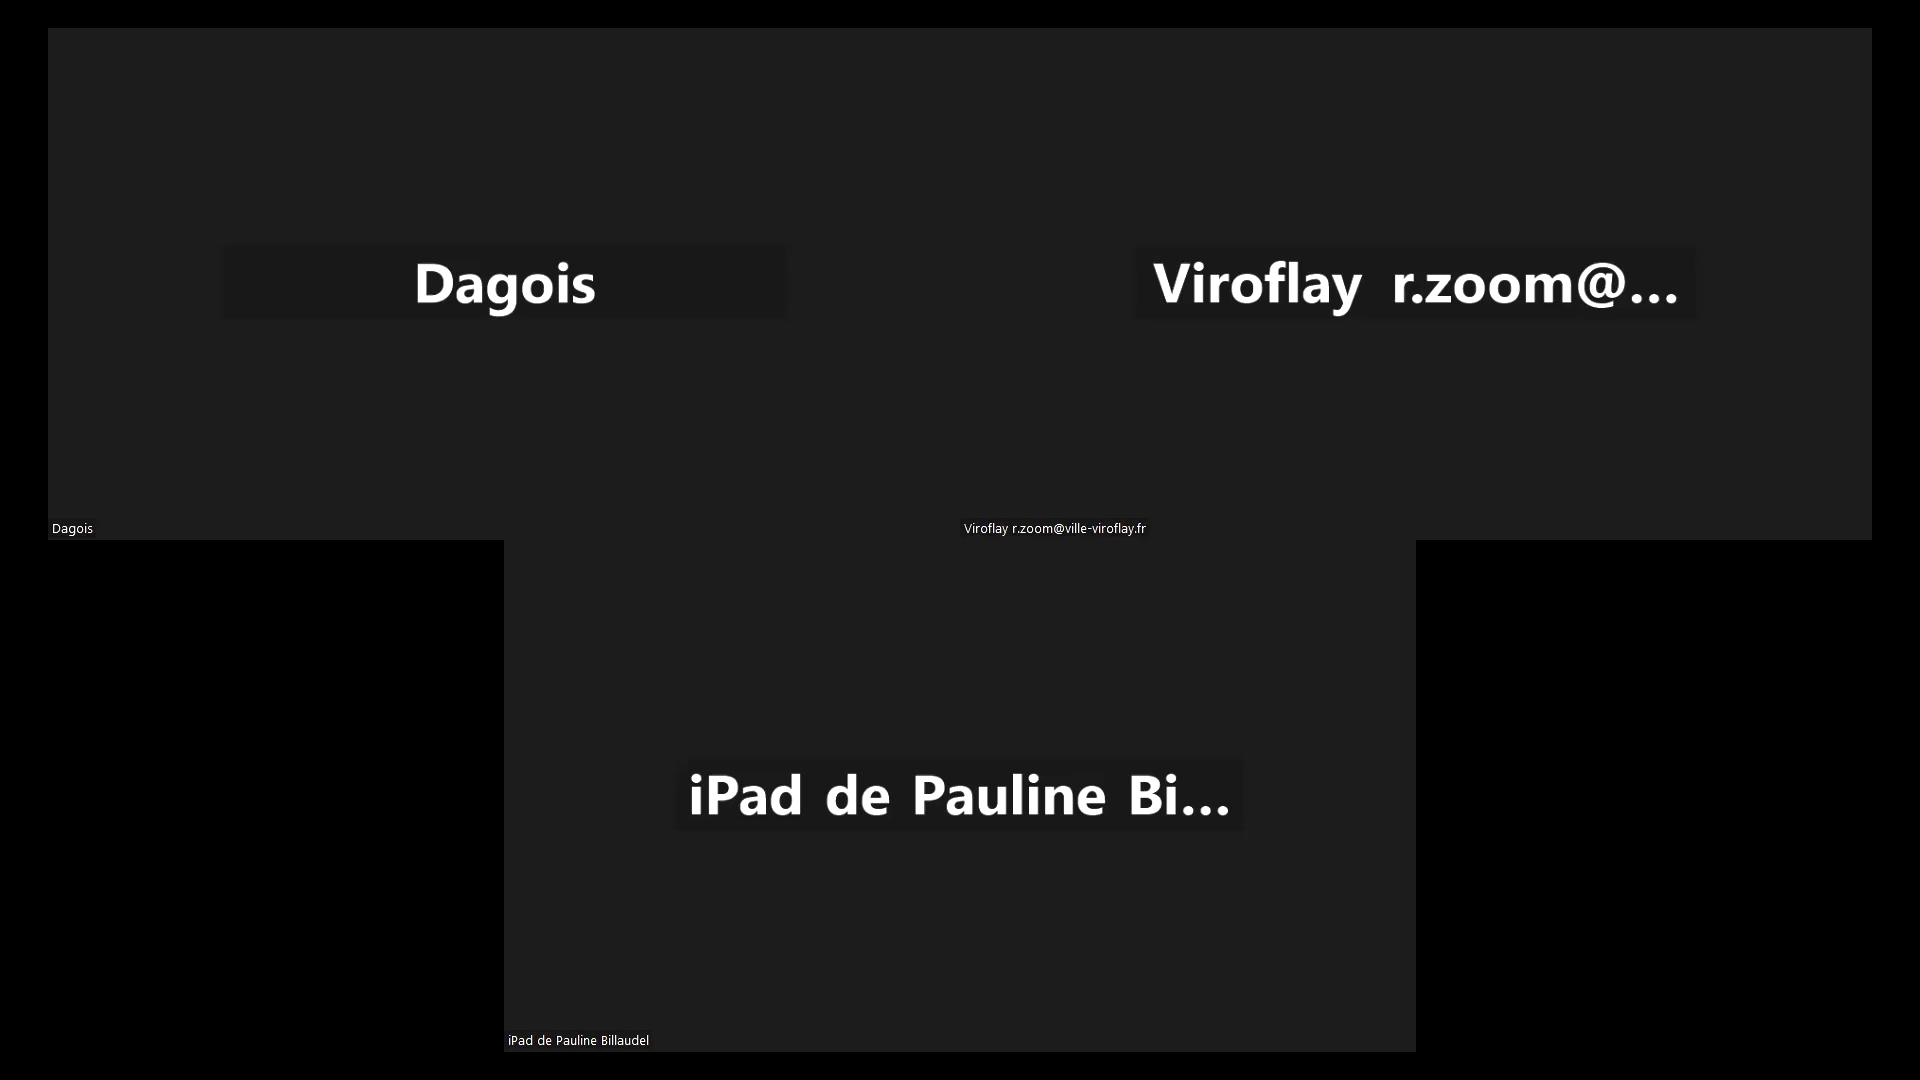 Dagois
Viroflay r.zoom@...
Dagois
Viroflay r.zoom@ville-viroflay.fr
iPad de Pauline Bi...
iPad de Pauline Billaudel